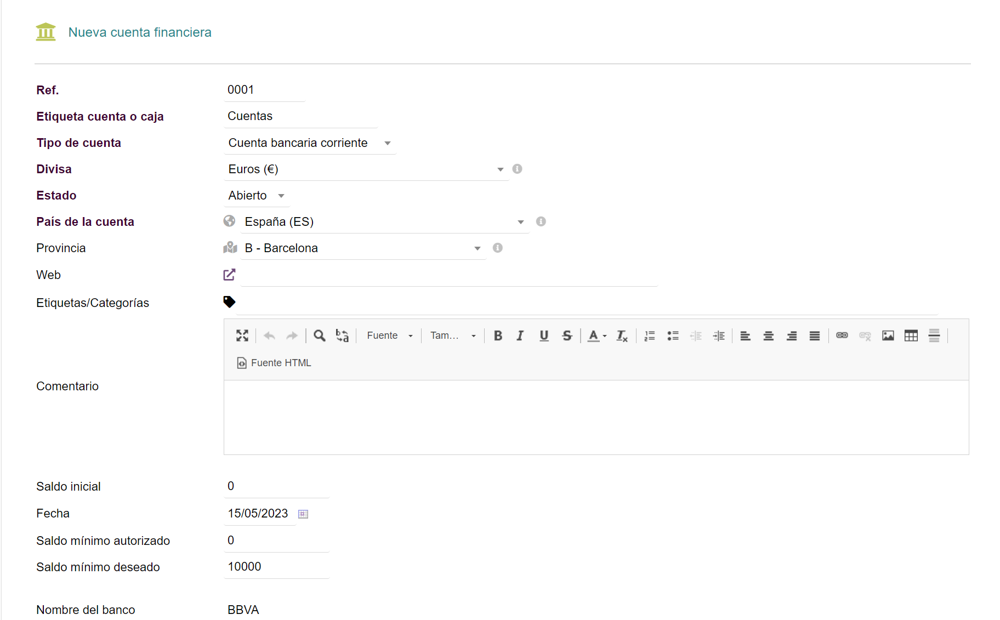 Nueva cuenta financiera
Ref. 0001
Etiqueta cuenta o caja Cuentas
Tipo de cuenta Cuenta bancaria corriente
Divisa Euros (€)
Estado Abierto
País de la cuenta España (ES)
Provincia B - Barcelona
Web
Etiquetas/Categorías
Fuente Tam...
Fuente HTML
Comentario
Saldo inicial 0
Fecha 15/05/2023
Saldo mínimo autorizado 0
Saldo mínimo deseado 10000
Nombre del banco BBVA